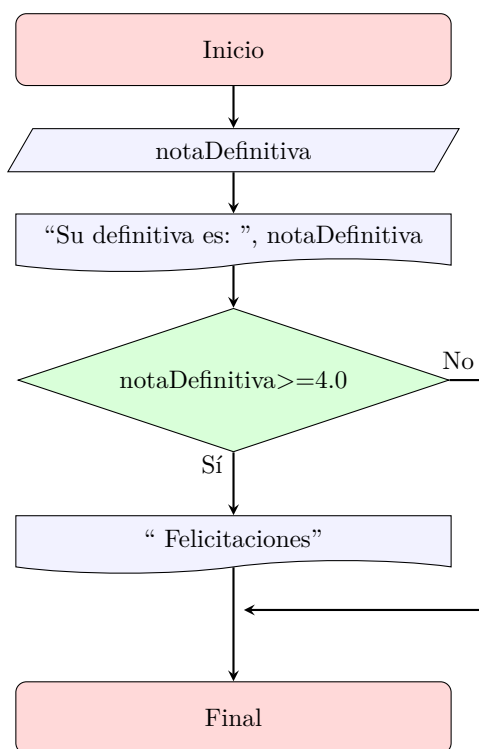 Inicio
notaDefinitiva
“Su definitiva es: ”, notaDefinitiva
notaDefinitiva>=4.0
No
Sí
“ Felicitaciones”
Final